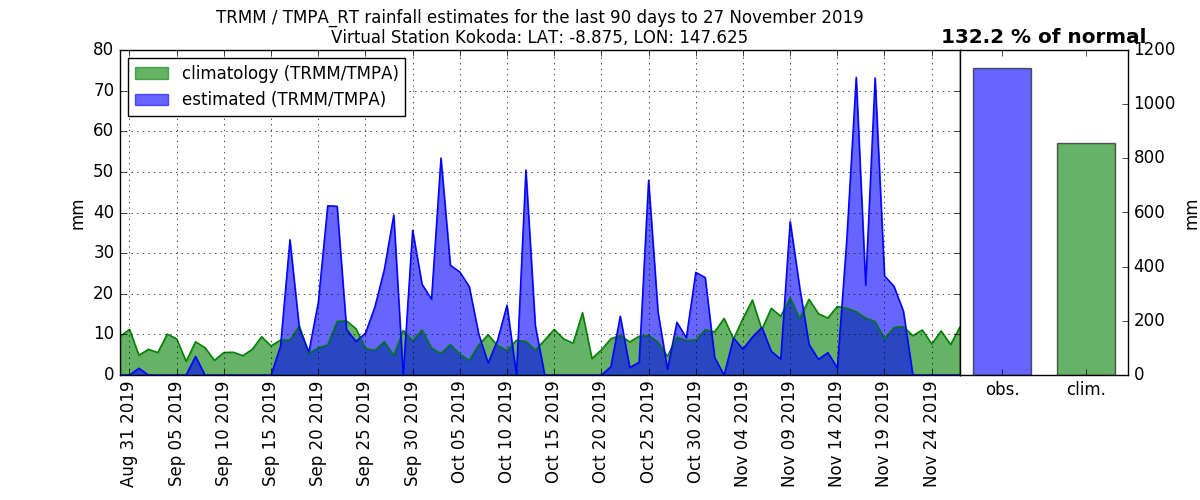 TRMM / TMPA_RT rainfall estimates for the last 90 days to 27 November 2019
Virtual Station Kokoda: LAT: -8.875, LON: 147.625
132.2 % of normal
climatology (TRMM/TMPA)
estimated (TRMM/TMPA)
mm
80
70
60
50
40
30
20
10
0
Aug 31 2019
Sep 05 2019
Sep 10 2019
Sep 15 2019
Sep 20 2019
Sep 25 2019
Sep 30 2019
Oct 05 2019
Oct 10 2019
Oct 15 2019
Oct 20 2019
Oct 25 2019
Oct 30 2019
Nov 04 2019
Nov 09 2019
Nov 14 2019
Nov 19 2019
Nov 24 2019
obs.
clim.
1200
1000
800
600
400
200
0
mm